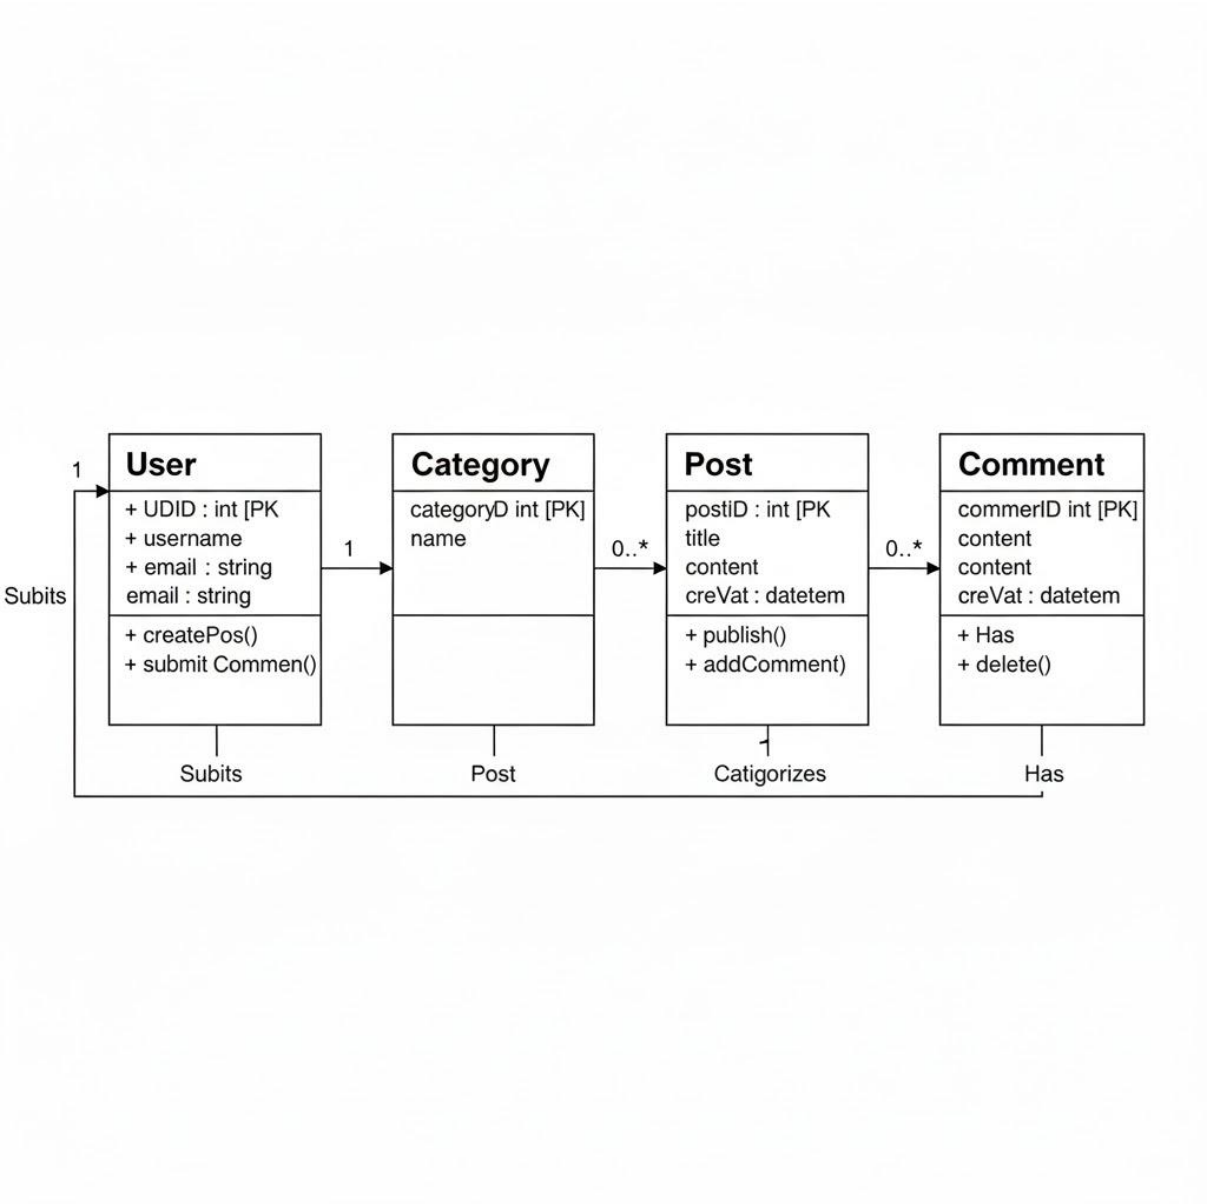 1
User
+ UDID : int [PK
+ username
+ email : string
email : string
+ createPos()
+ submit Commen()
Subits
Subits
1
Category
categoryD int [PK]
name
Post
0..*
Post
postiD : int [PK
title
content
creVat : datetem
+ publish()
+ addComment)
Catigorizes
0..*
Comment
commerID int [PK]
content
content
creVat : datetem
+ Has
+ delete()
Has